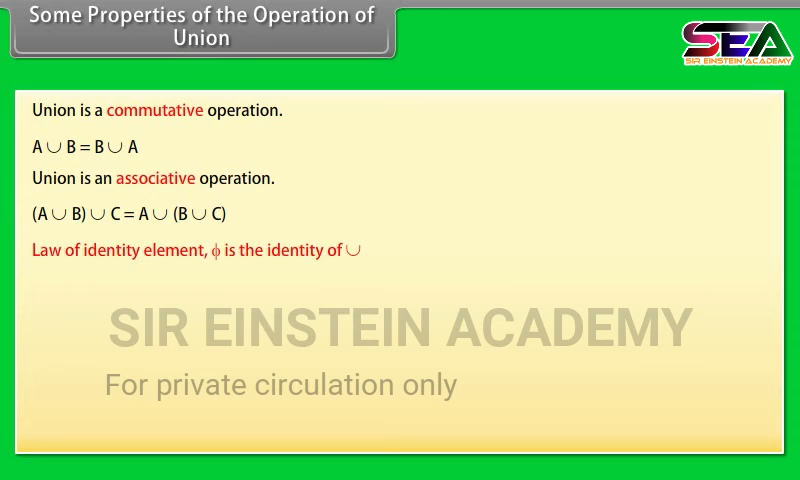 Some Properties of the Operation of
Union
SEA
SIR EINSTEIN ACADEMY
Union is a commutative operation.
A ∪ B = B ∪ A
Union is an associative operation.
(A ∪ B) ∪ C = A ∪ (B ∪ C)
Law of identity element, ϕ is the identity of ∪
SIR EINSTEIN ACADEMY
For private circulation only